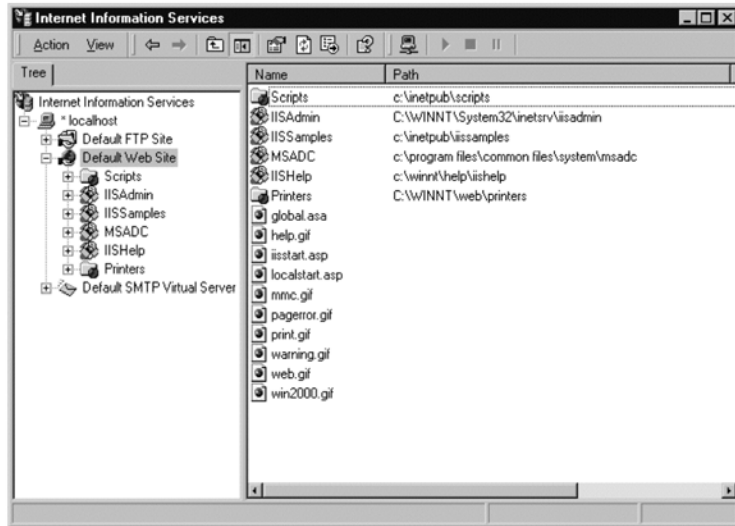 Internet Information Services
Action View
Tree
Internet Information Services
* localhost
Default FTP Site
Default Web Site
Scripts
IISAdmin
IISSamples
MSADC
IISHelp
Printers
Default SMTP Virtual Server
Name Path
Scripts c:\inetpub\scripts
IISAdmin C:\WINNT\System32\inetsrv\iisadmin
IISSamples c:\inetpub\iissamples
MSADC c:\program files\common files\system\msadc
IISHelp c:\winnt\help\iishelp
Printers C:\WINNT\web\printers
global.asa
help.gif
iisstart.asp
localstart.asp
mmc.gif
pagerror.gif
print.gif
warning.gif
web.gif
win2000.gif